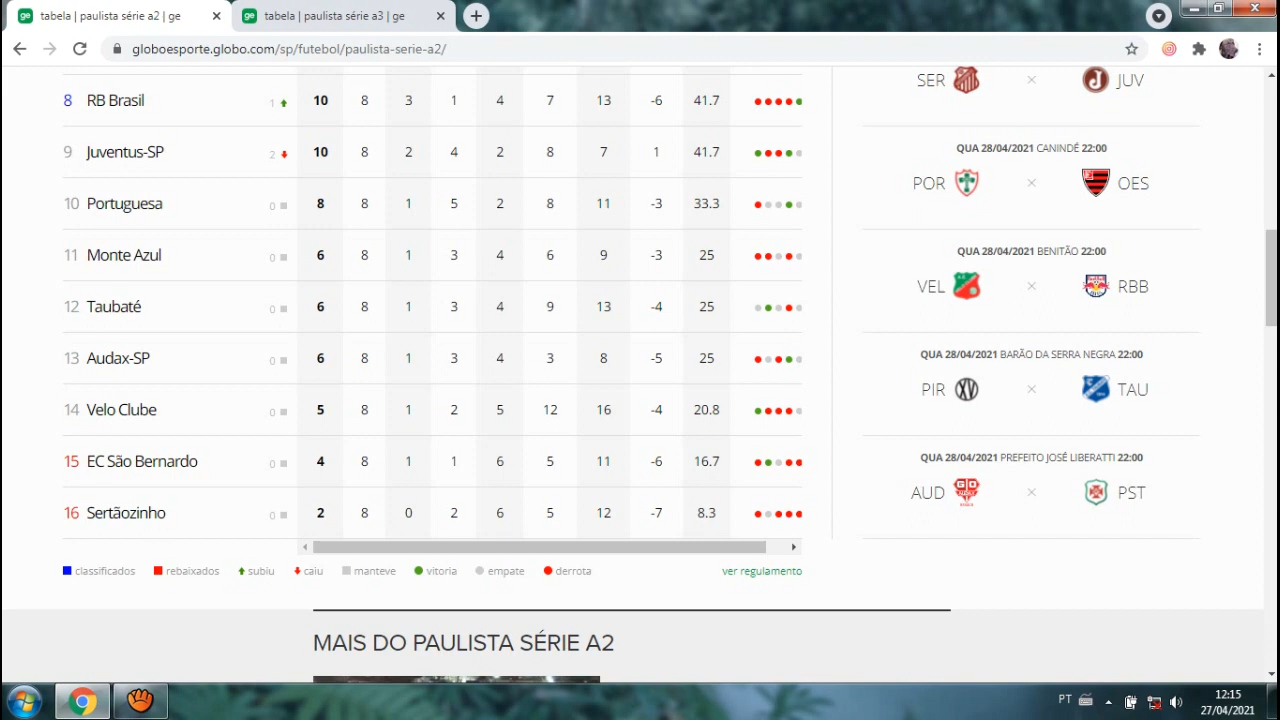 tabela | paulista série a2 | ge
tabela | paulista série a3 | ge
globoesporte.globo.com/sp/futebol/paulista-serie-a2/
8 RB Brasil 1 10 8 3 1 4 7 13 -6 41.7
9 Juventus-SP 2 10 8 2 4 2 8 7 1 41.7
10 Portuguesa 0 8 8 1 5 2 8 11 -3 33.3
11 Monte Azul 0 6 8 1 3 4 6 9 -3 25
12 Taubaté 0 6 8 1 3 4 9 13 -4 25
13 Audax-SP 0 6 8 1 3 4 3 8 -5 25
14 Velo Clube 0 5 8 1 2 5 12 16 -4 20.8
15 EC São Bernardo 0 4 8 1 1 6 5 11 -6 16.7
16 Sertãozinho 0 2 8 0 2 6 5 12 -7 8.3
classificados rebaixados subiu caiu manteve vitoria empate derrota ver regulamento
SER × JUV
QUA 28/04/2021 CANINDÉ 22:00
POR × OES
QUA 28/04/2021 BENITÃO 22:00
VEL × RBB
QUA 28/04/2021 BARÃO DA SERRA NEGRA 22:00
PIR XV × TAU
QUA 28/04/2021 PREFEITO JOSÉ LIBERATTI 22:00
AUD × PST
MAIS DO PAULISTA SÉRIE A2
PT
12:15
27/04/2021